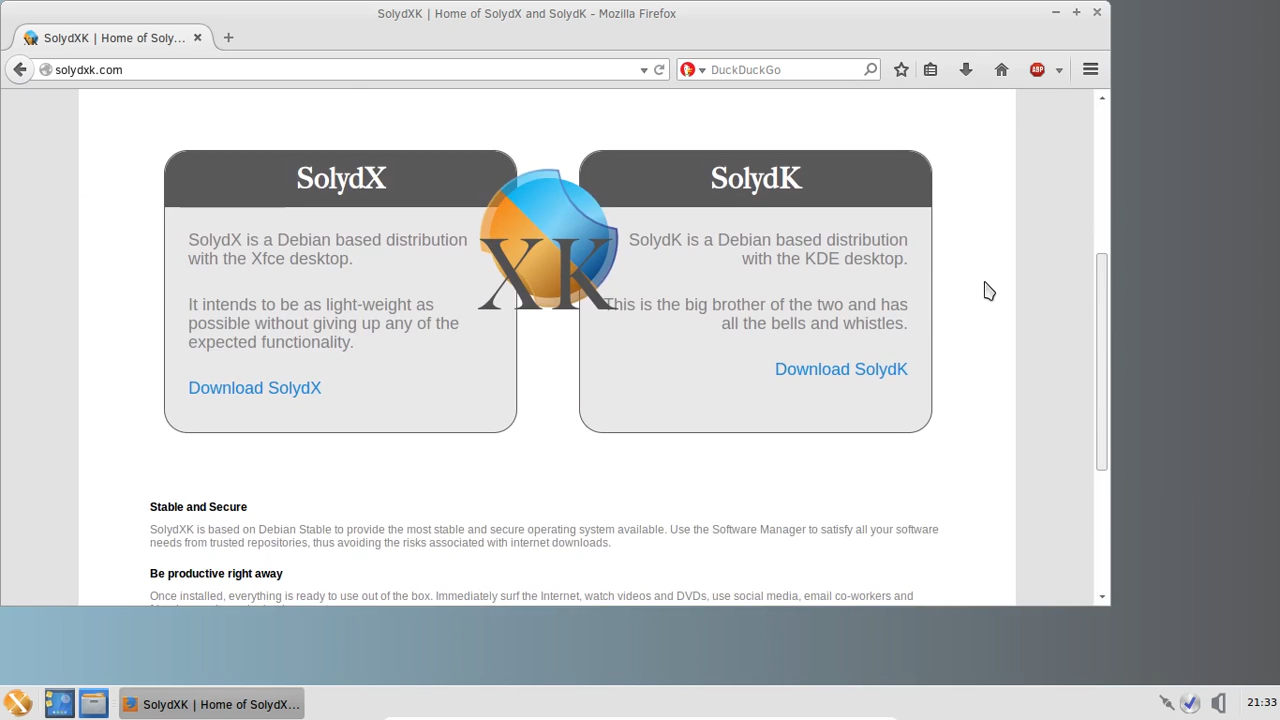 SolydXK | Home of SolydX and SolydK - Mozilla Firefox
SolydXK | Home of Soly...
solydxk.com
ABP
DuckDuckGo
SolydX
SolydK
SolydX is a Debian based distribution
with the Xfce desktop.
It intends to be as light-weight as
possible without giving up any of the
expected functionality.
Download SolydX
XK
SolydK is a Debian based distribution
with the KDE desktop.
This is the big brother of the two and has
all the bells and whistles.
Download SolydK
Stable and Secure
SolydXK is based on Debian Stable to provide the most stable and secure operating system available. Use the Software Manager to satisfy all your software
needs from trusted repositories, thus avoiding the risks associated with internet downloads.
Be productive right away
Once installed, everything is ready to use out of the box. Immediately surf the Internet, watch videos and DVDs, use social media, email co-workers and
SolydXK | Home of SolydX...
21:33